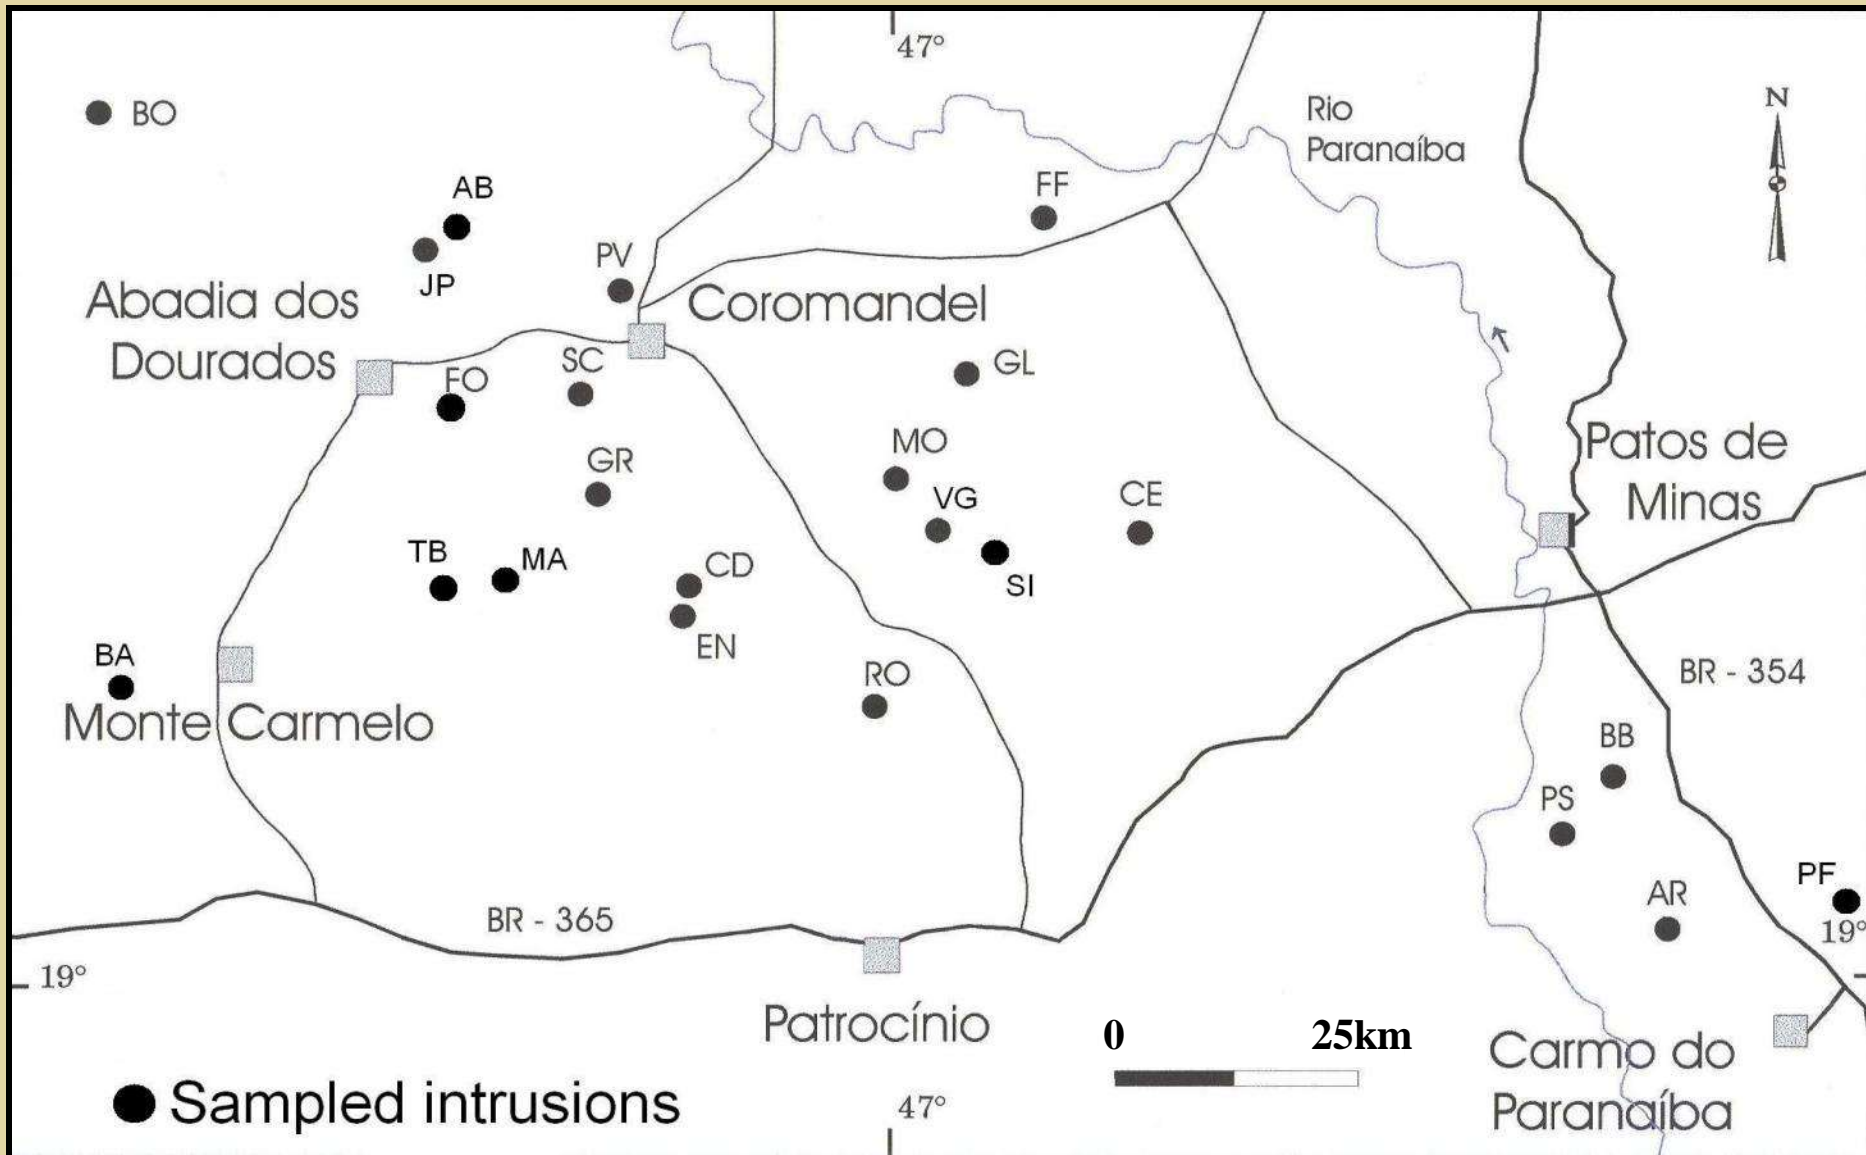 47°
N
BO
Rio
Paranaíba
AB
FF
JP
PV
Abadia dos
Dourados
Coromandel
SC
GL
FO
MO
Patos de
Minas
GR
VG
CE
TB
MA
CD
SI
EN
BA
RO
BR - 354
Monte Carmelo
BB
PS
PF
AR
BR - 365
19°
19°
Patrocínio
0 25km
Carmo do
Paranaíba
Sampled intrusions
47°